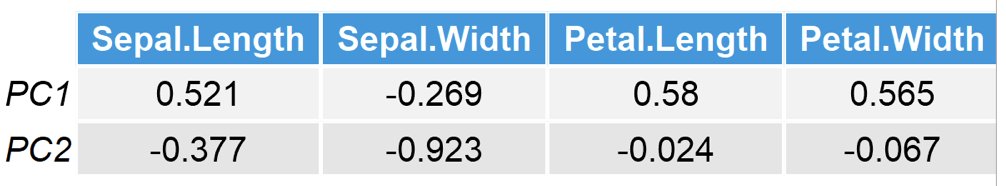 Sepal.Length Sepal.Width Petal.Length Petal.Width
PC1 0.521 -0.269 0.58 0.565
PC2 -0.377 -0.923 -0.024 -0.067